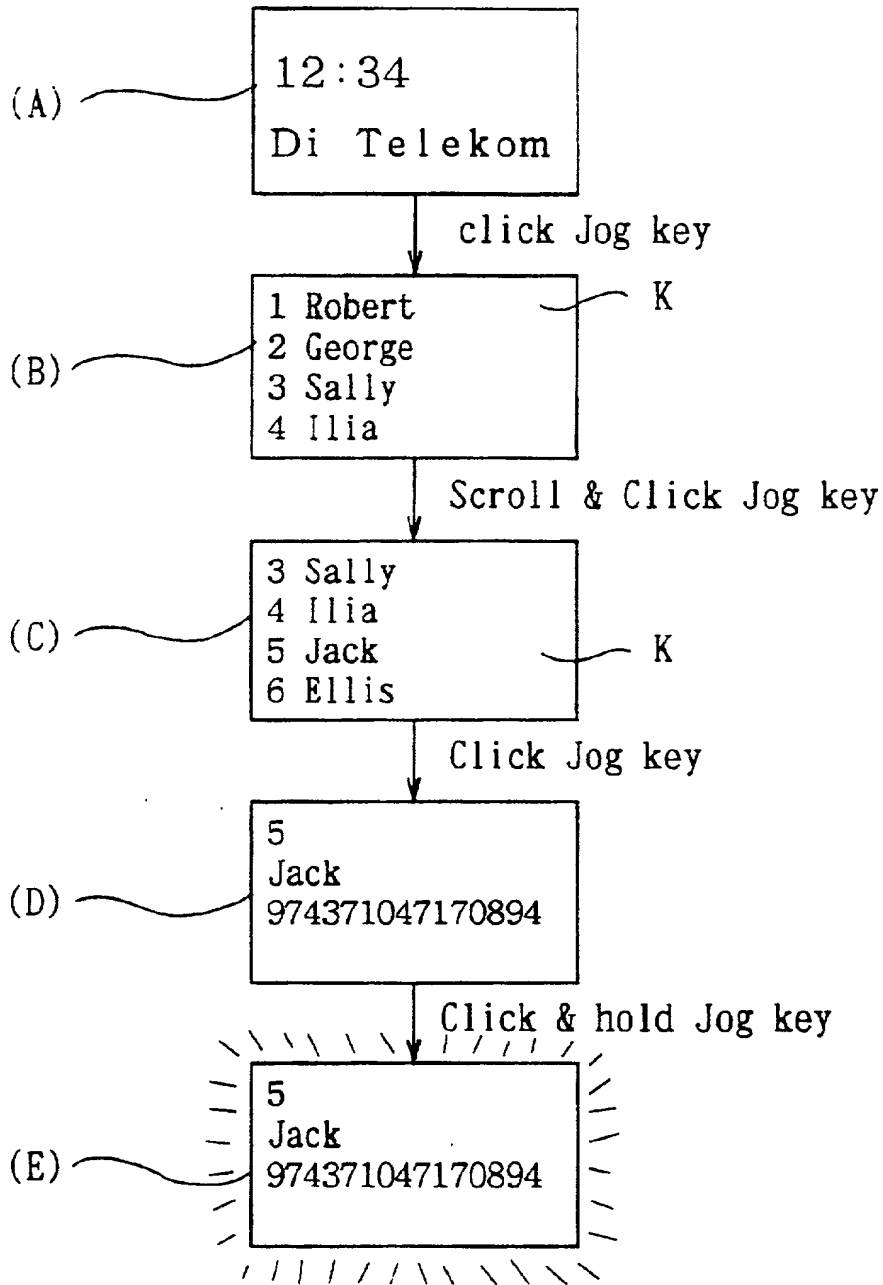 (A)
12:34
Di Telekom
click Jog key
(B)
1 Robert
K
2 George
3 Sally
4 Ilia
Scroll & Click Jog key
(C)
3 Sally
4 Ilia
5 Jack
K
6 Ellis
Click Jog key
(D)
5
Jack
974371047170894
Click & hold Jog key
(E)
5
Jack
974371047170894